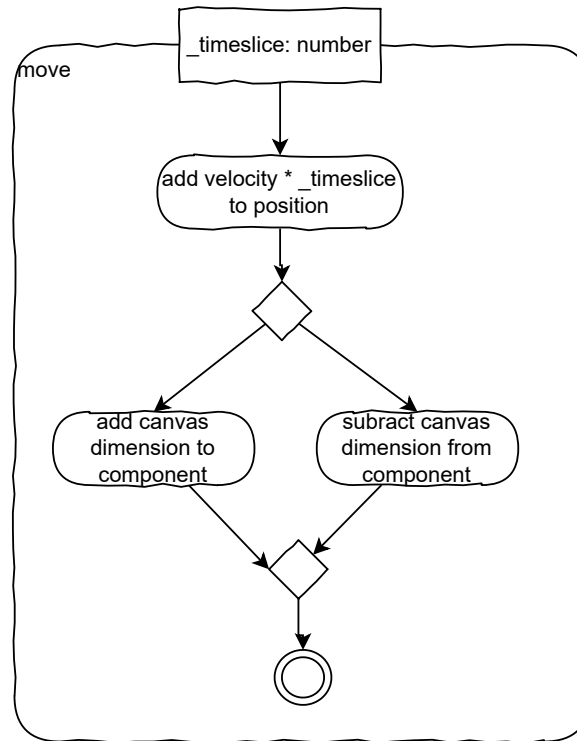 _timeslice: number
move
add velocity * _timeslice
to position
add canvas
dimension to
component
subract canvas
dimension from
component